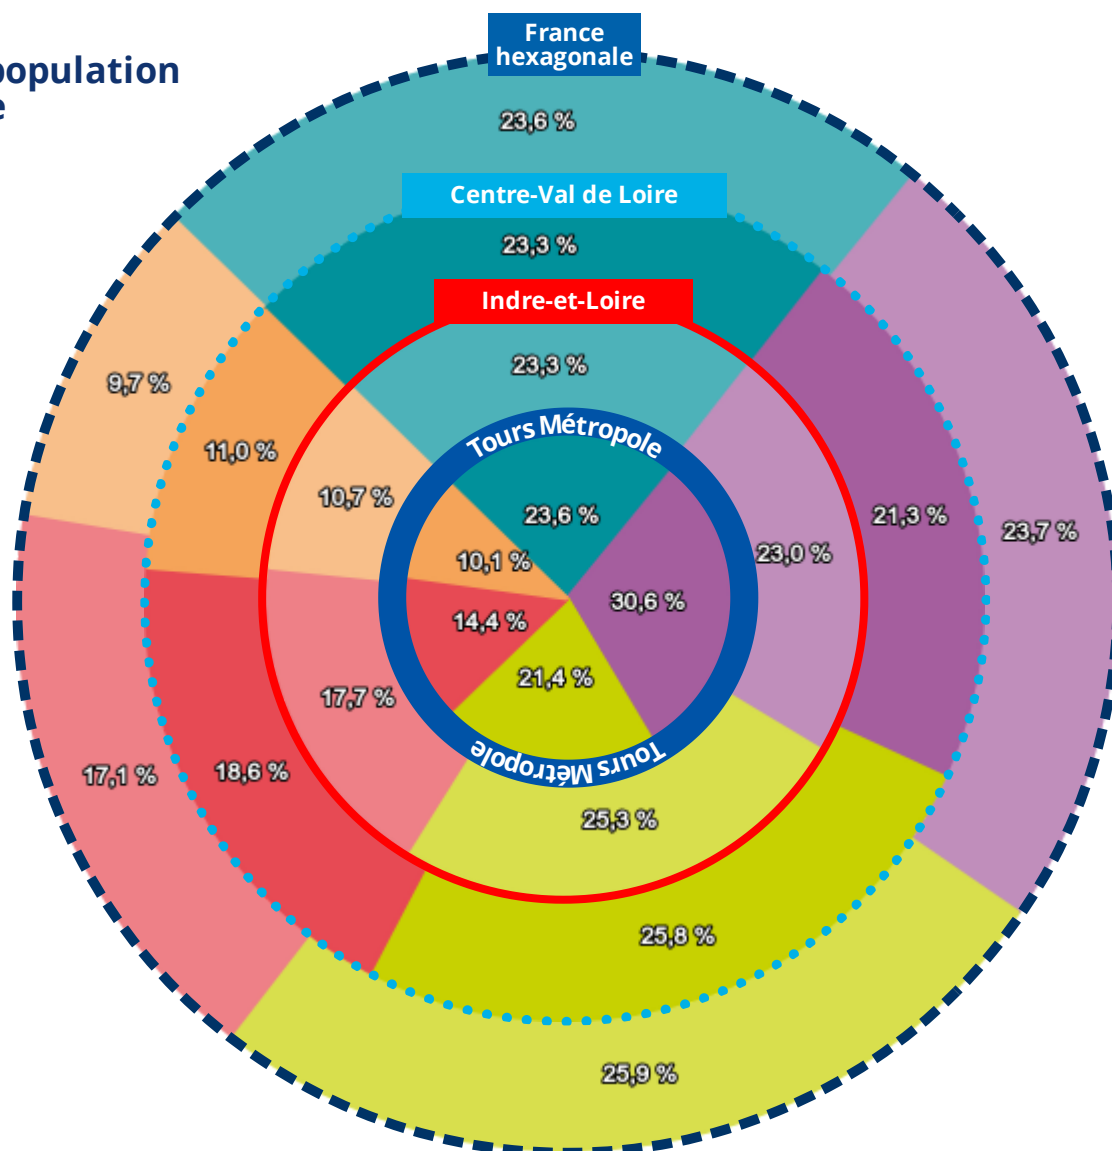 France
hexagonale
population
e
23,6 %
Centre-Val de Loire
23,3 %
Indre-et-Loire
23,3 %
Tours Métropole
23,6 %
9,7 %
11,0 %
10,7 %
10,1 %
14,4 %
30,6 %
23,0 %
21,3 %
23,7 %
21,4 %
17,7 %
18,6 %
17,1 %
Tours Métropole
25,3 %
25,8 %
25,9 %